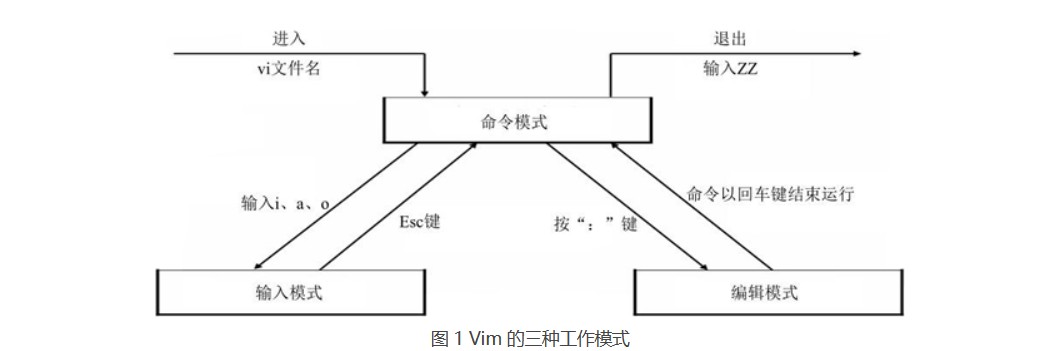 进入
vi文件名
退出
输入ZZ
命令模式
输入i、a、o
Esc键
按“：”键
命令以回车键结束运行
输入模式
编辑模式
图 1 Vim 的三种工作模式